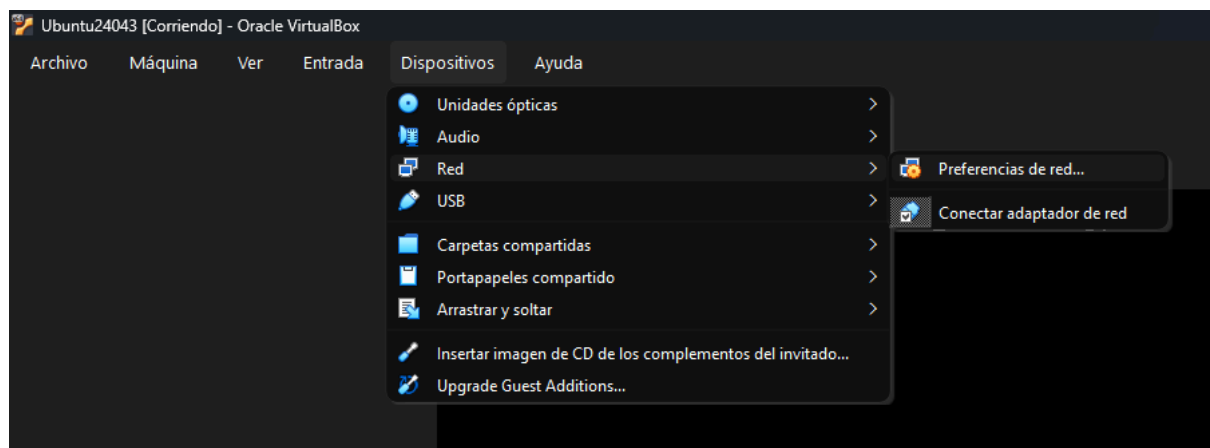 Ubuntu24043 [Corriendo] - Oracle VirtualBox
Archivo Máquina Ver Entrada Dispositivos Ayuda
Unidades ópticas
Audio
Red
Preferencias de red...
USB
Conectar adaptador de red
Carpetas compartidas
Portapapeles compartido
Arrastrar y soltar
Insertar imagen de CD de los complementos del invitado...
Upgrade Guest Additions...